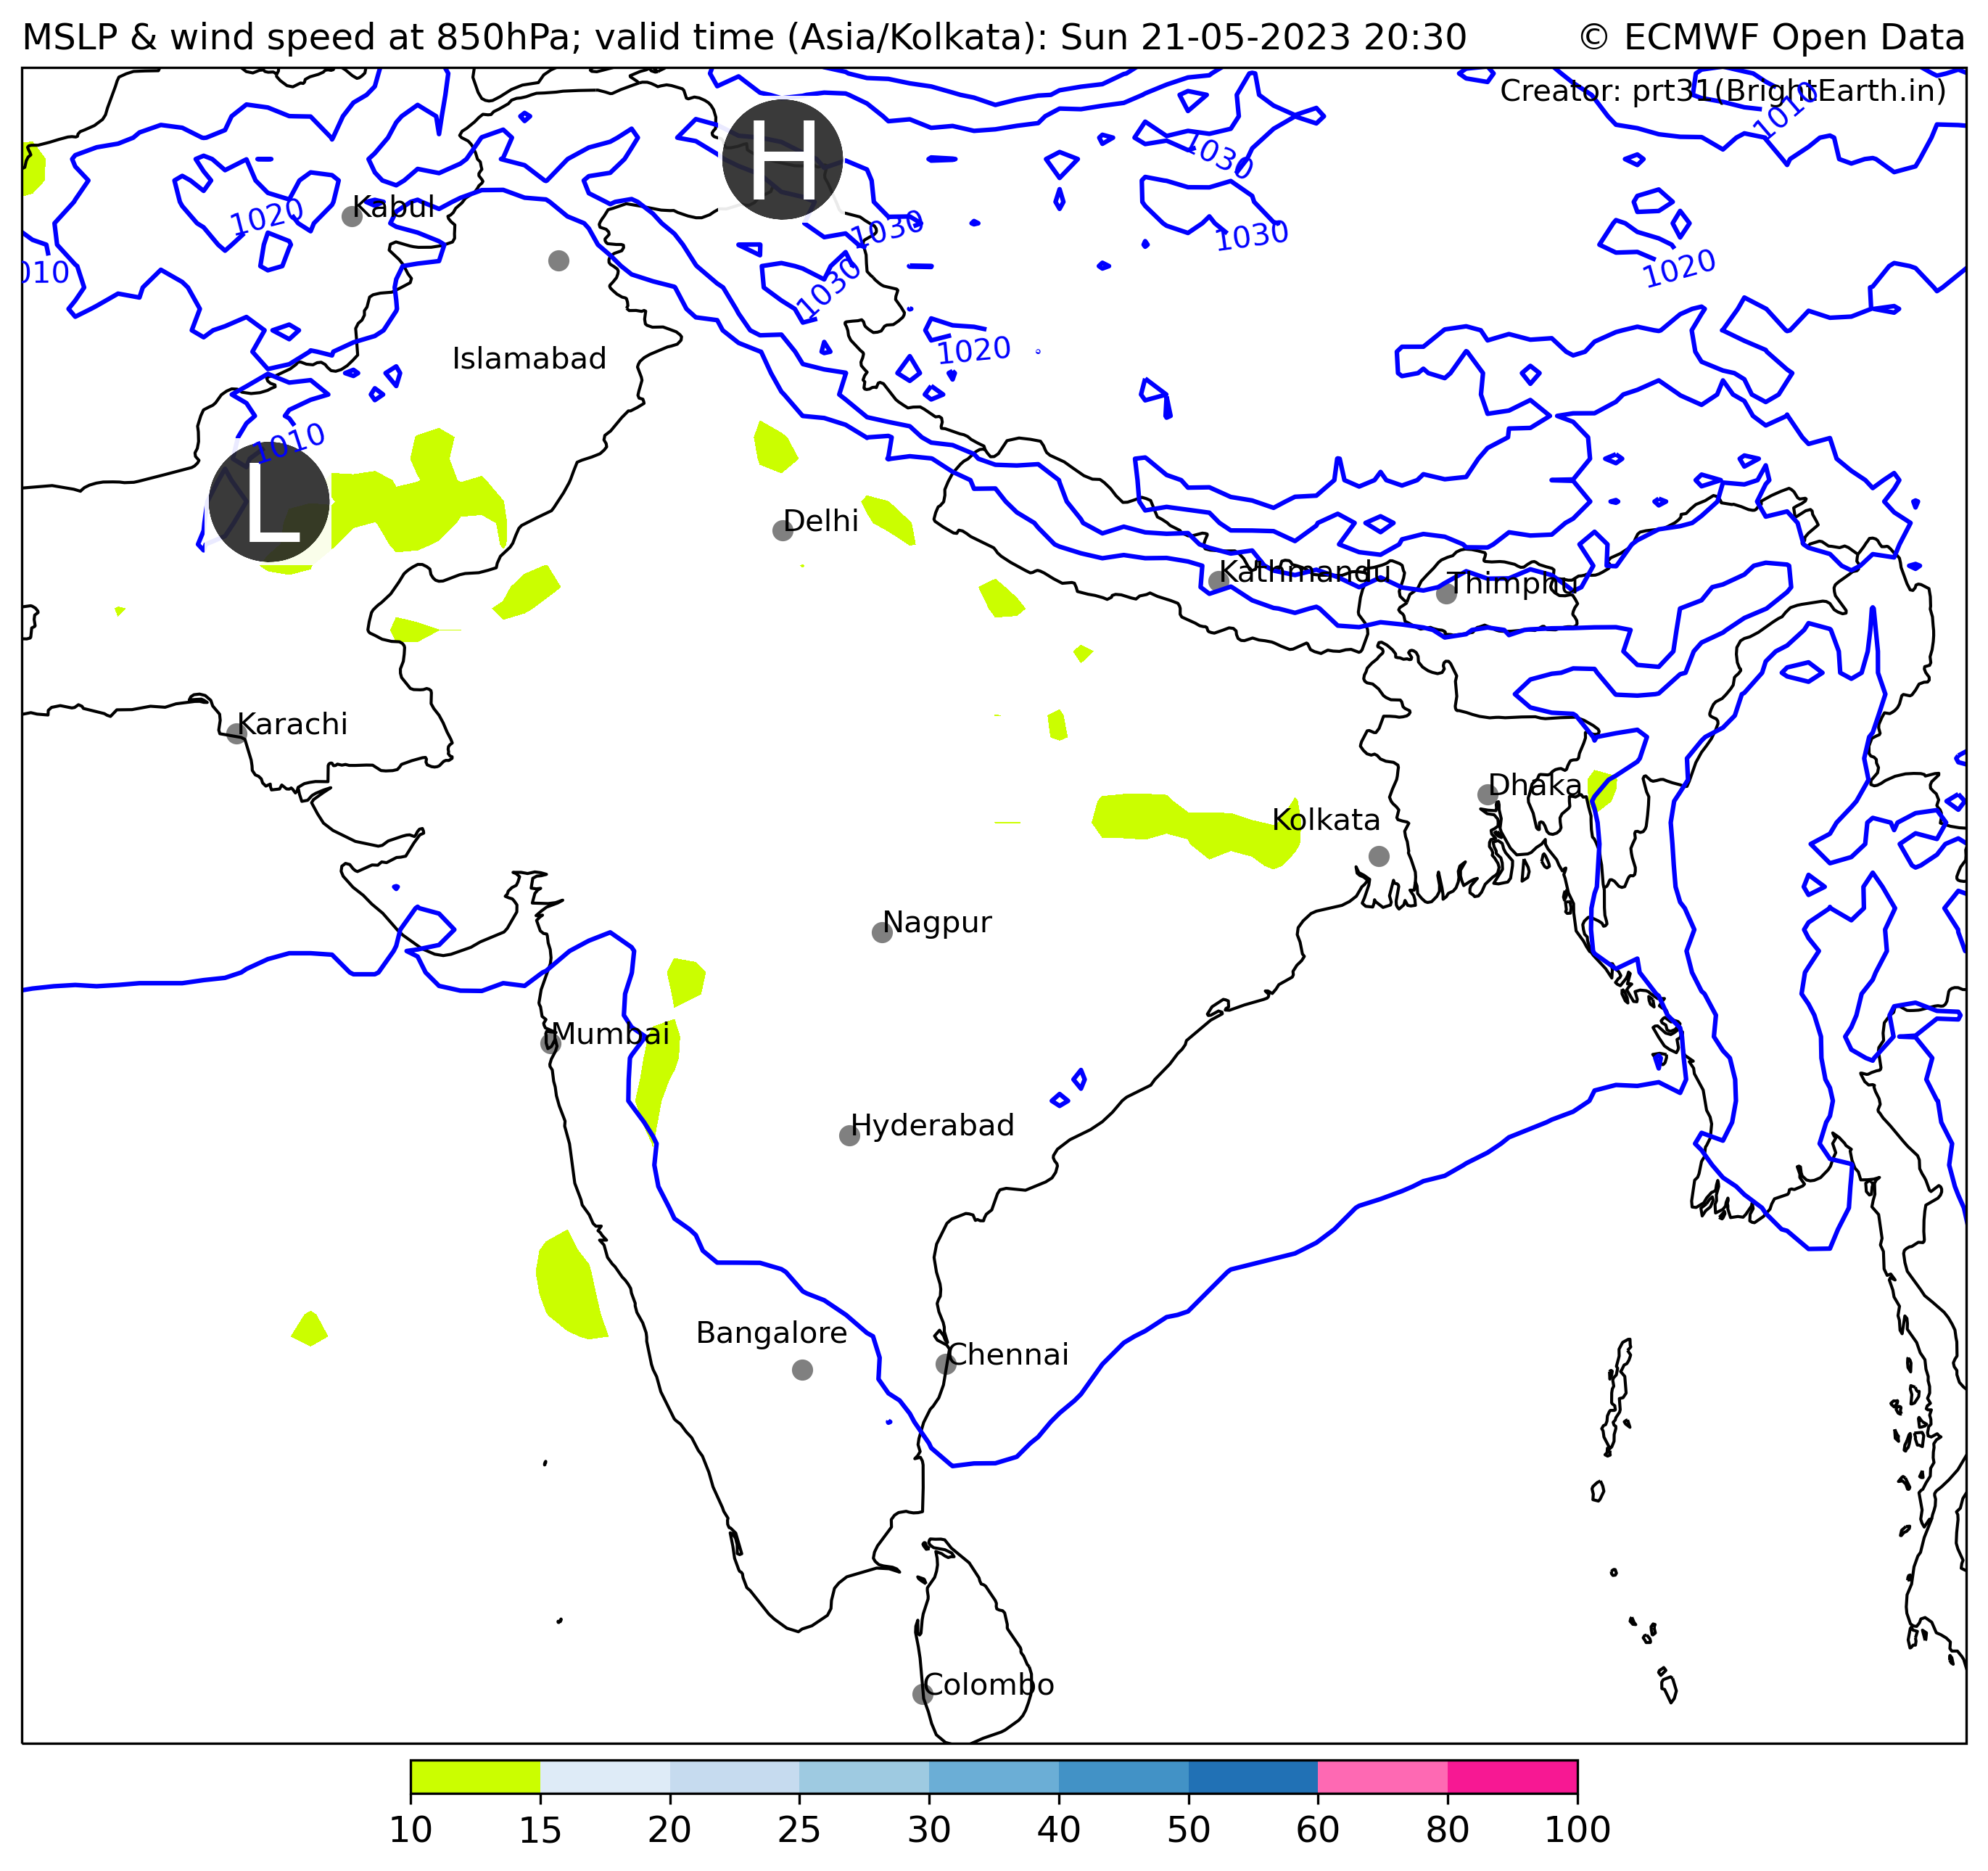 MSLP & wind speed at 850hPa; valid time (Asia/Kolkata): Sun 21-05-2023 20:30 © ECMWF Open Data
Creator: prt31(BrightEarth.in)
1010
H
1030
1020
Kabul
1030
1030
1020
010
1030
Islamabad
1020
1010
L
Delhi
Kathmandu
Thimphu
Karachi
Dhaka
Kolkata
Nagpur
Mumbai
Hyderabad
Bangalore
Chennai
Colombo
10 15 20 25 30 40 50 60 80 100